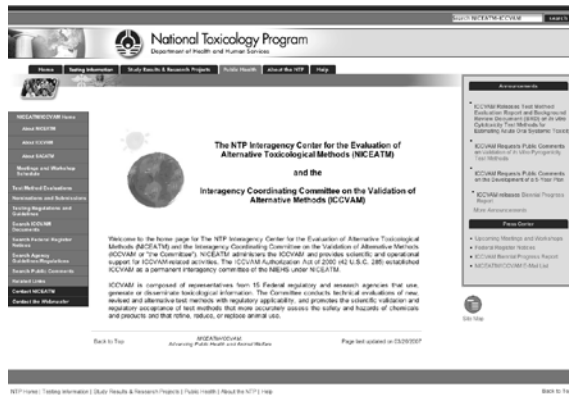 Search NICEATM-ICCVAM
SEARCH
National Toxicology Program
Department of Health and Human Services
Home
Testing Information
Study Results & Research Projects
Public Health
About the NTP
Help
NICEATM/ICCVAM Home
About NICEATM
About ICCVAM
About SACATM
Meetings and Workshop
Schedule
Test Method Evaluations
Nominations and Submissions
Testing Regulations and
Guidelines
Search ICCVAM
Documents
Search Federal Register
Notices
Search Agency
Guidelines/Regulations
Search Public Comments
Related Links
Contact NICEATM
Contact the Webmaster
The NTP Interagency Center for the Evaluation of
Alternative Toxicological Methods (NICEATM)
and the
Interagency Coordinating Committee on the Validation of
Alternative Methods (ICCVAM)
Welcome to the home page for The NTP Interagency Center for the Evaluation of Alternative Toxicological
Methods (NICEATM) and the Interagency Coordinating Committee on the Validation of Alternative Methods
(ICCVAM or "the Committee"). NICEATM administers the ICCVAM and provides scientific and operational
support for ICCVAM-related activities. The ICCVAM Authorization Act of 2000 (42 U.S.C. 285) established
ICCVAM as a permanent interagency committee of the NIEHS under NICEATM.
ICCVAM is composed of representatives from 15 Federal regulatory and research agencies that use,
generate or disseminate toxicological information. The Committee conducts technical evaluations of new,
revised and alternative test methods with regulatory applicability, and promotes the scientific validation and
regulatory acceptance of test methods that more accurately assess the safety and hazards of chemicals
and products and that refine, reduce, or replace animal use.
Back to Top
NICEATM/ICCVAM
Advancing Public Health and Animal Welfare
Page last updated on 03/20/2007
Announcements
ICCVAM Releases Test Method
Evaluation Report and Background
Review Document (BRD) on In Vitro
Cytotoxicity Test Methods for
Estimating Acute Oral Systemic Toxicity
ICCVAM Requests Public Comments
on Validation of In Vitro Pyrogenicity
Test Methods
ICCVAM Requests Public Comments
on the Development of a 5 Year Plan
ICCVAM releases Biennial Progress
Report
More Announcements
Press Center
Upcoming Meetings and Workshops
Federal Register Notices
ICCVAM Biennial Progress Report
NICEATM/ICCVAM E-Mail List
Site Map
NTP Home | Testing Information | Study Results & Research Projects | Public Health | About the NTP | Help
Back to